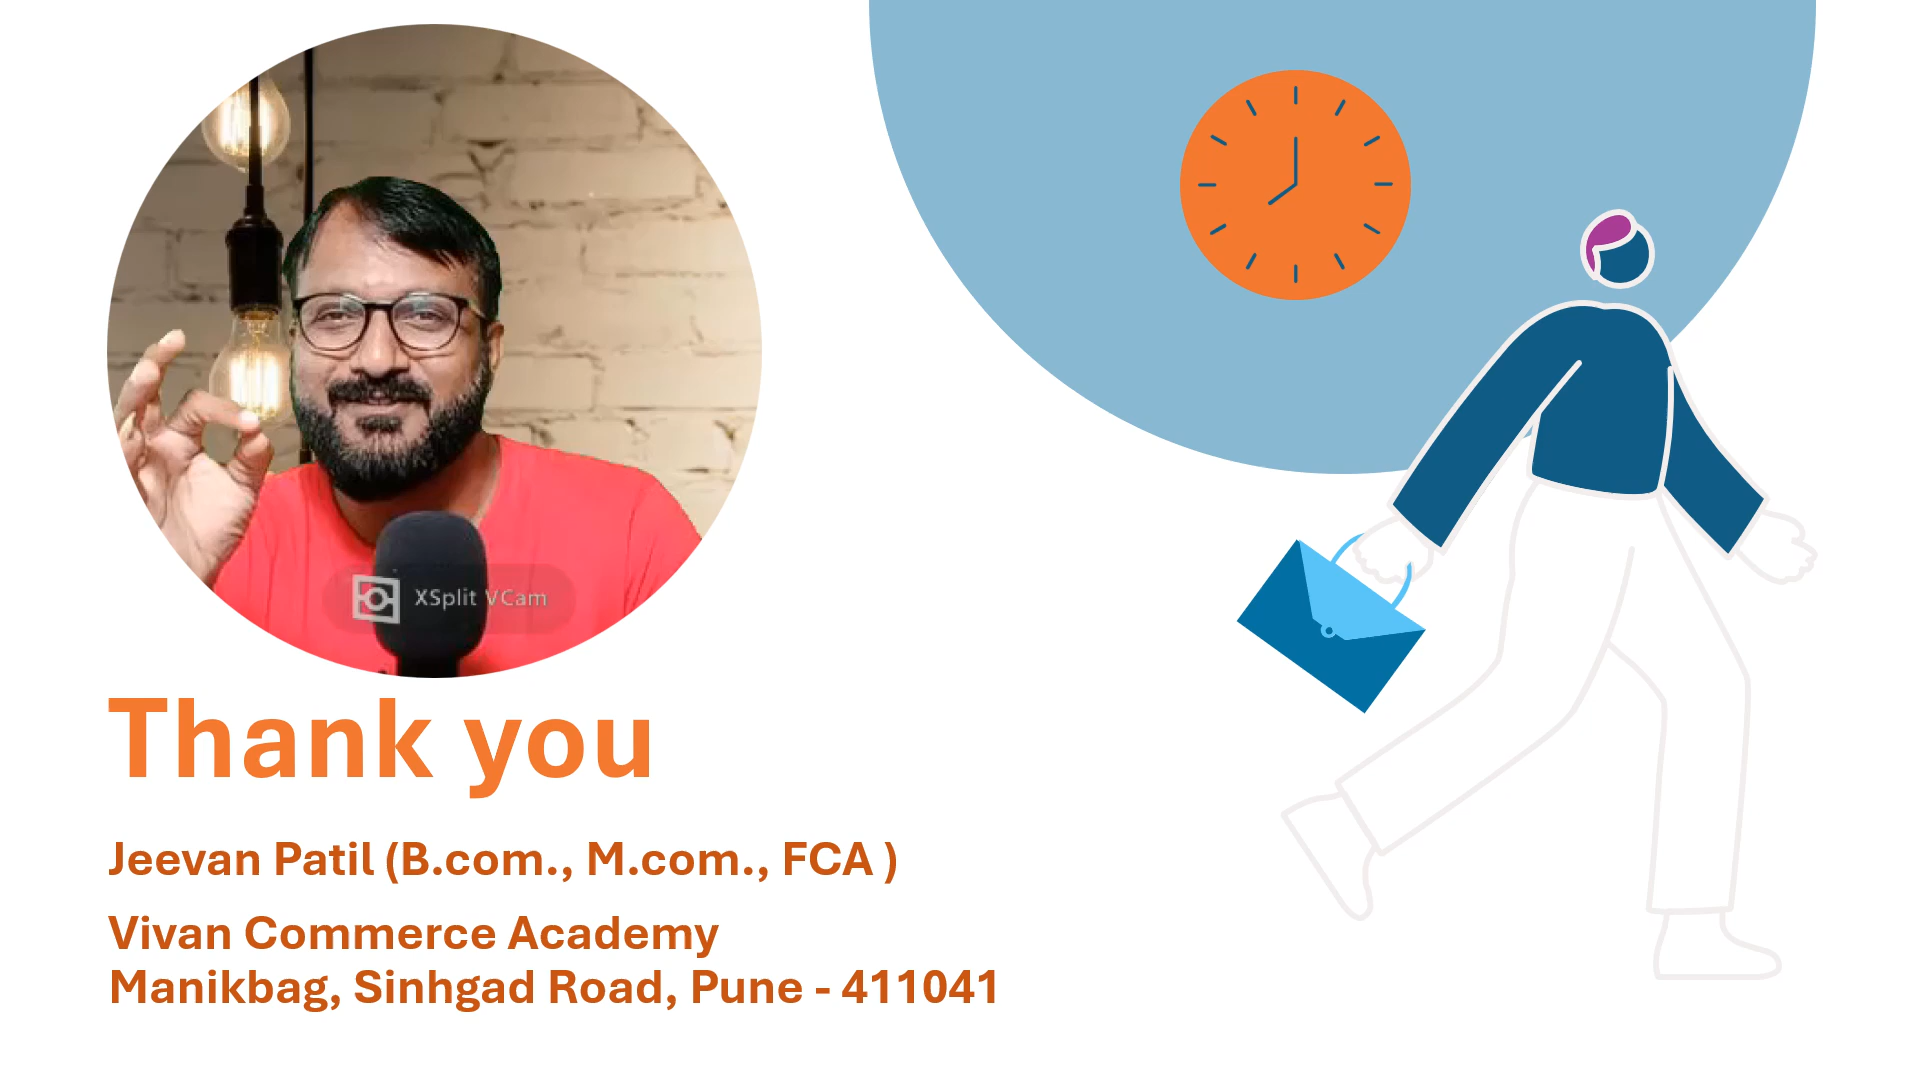 XSplit VCam
Thank you
Jeevan Patil (B.com., M.com., FCA )
Vivan Commerce Academy
Manikbag, Sinhgad Road, Pune - 411041